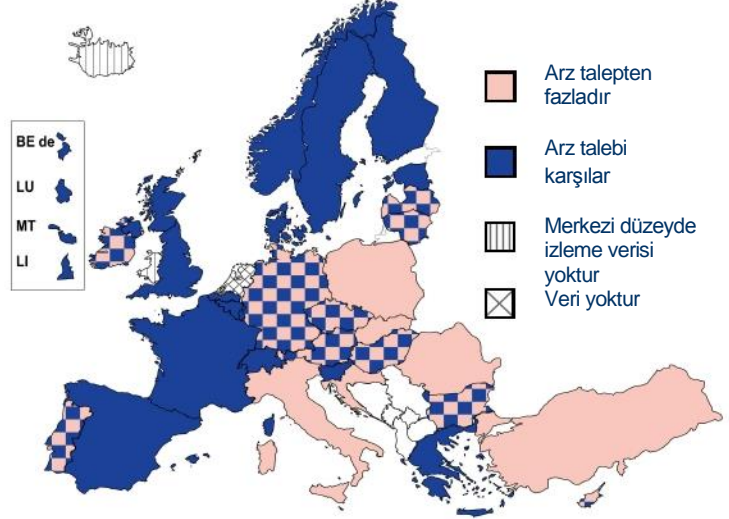 Arz talepten
fazladır
BE de
LU
MT
LI
Arz talebi
karşılar
Merkezi düzeyde
izleme verisi
yoktur
Veri yoktur